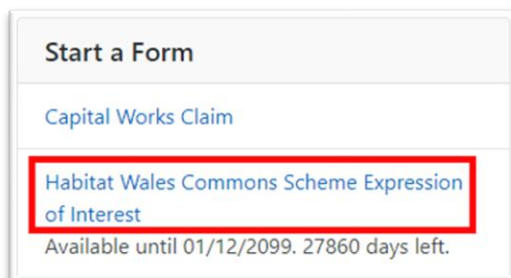 Start a Form
Capital Works Claim
Habitat Wales Commons Scheme Expression
of Interest
Available until 01/12/2099. 27860 days left.